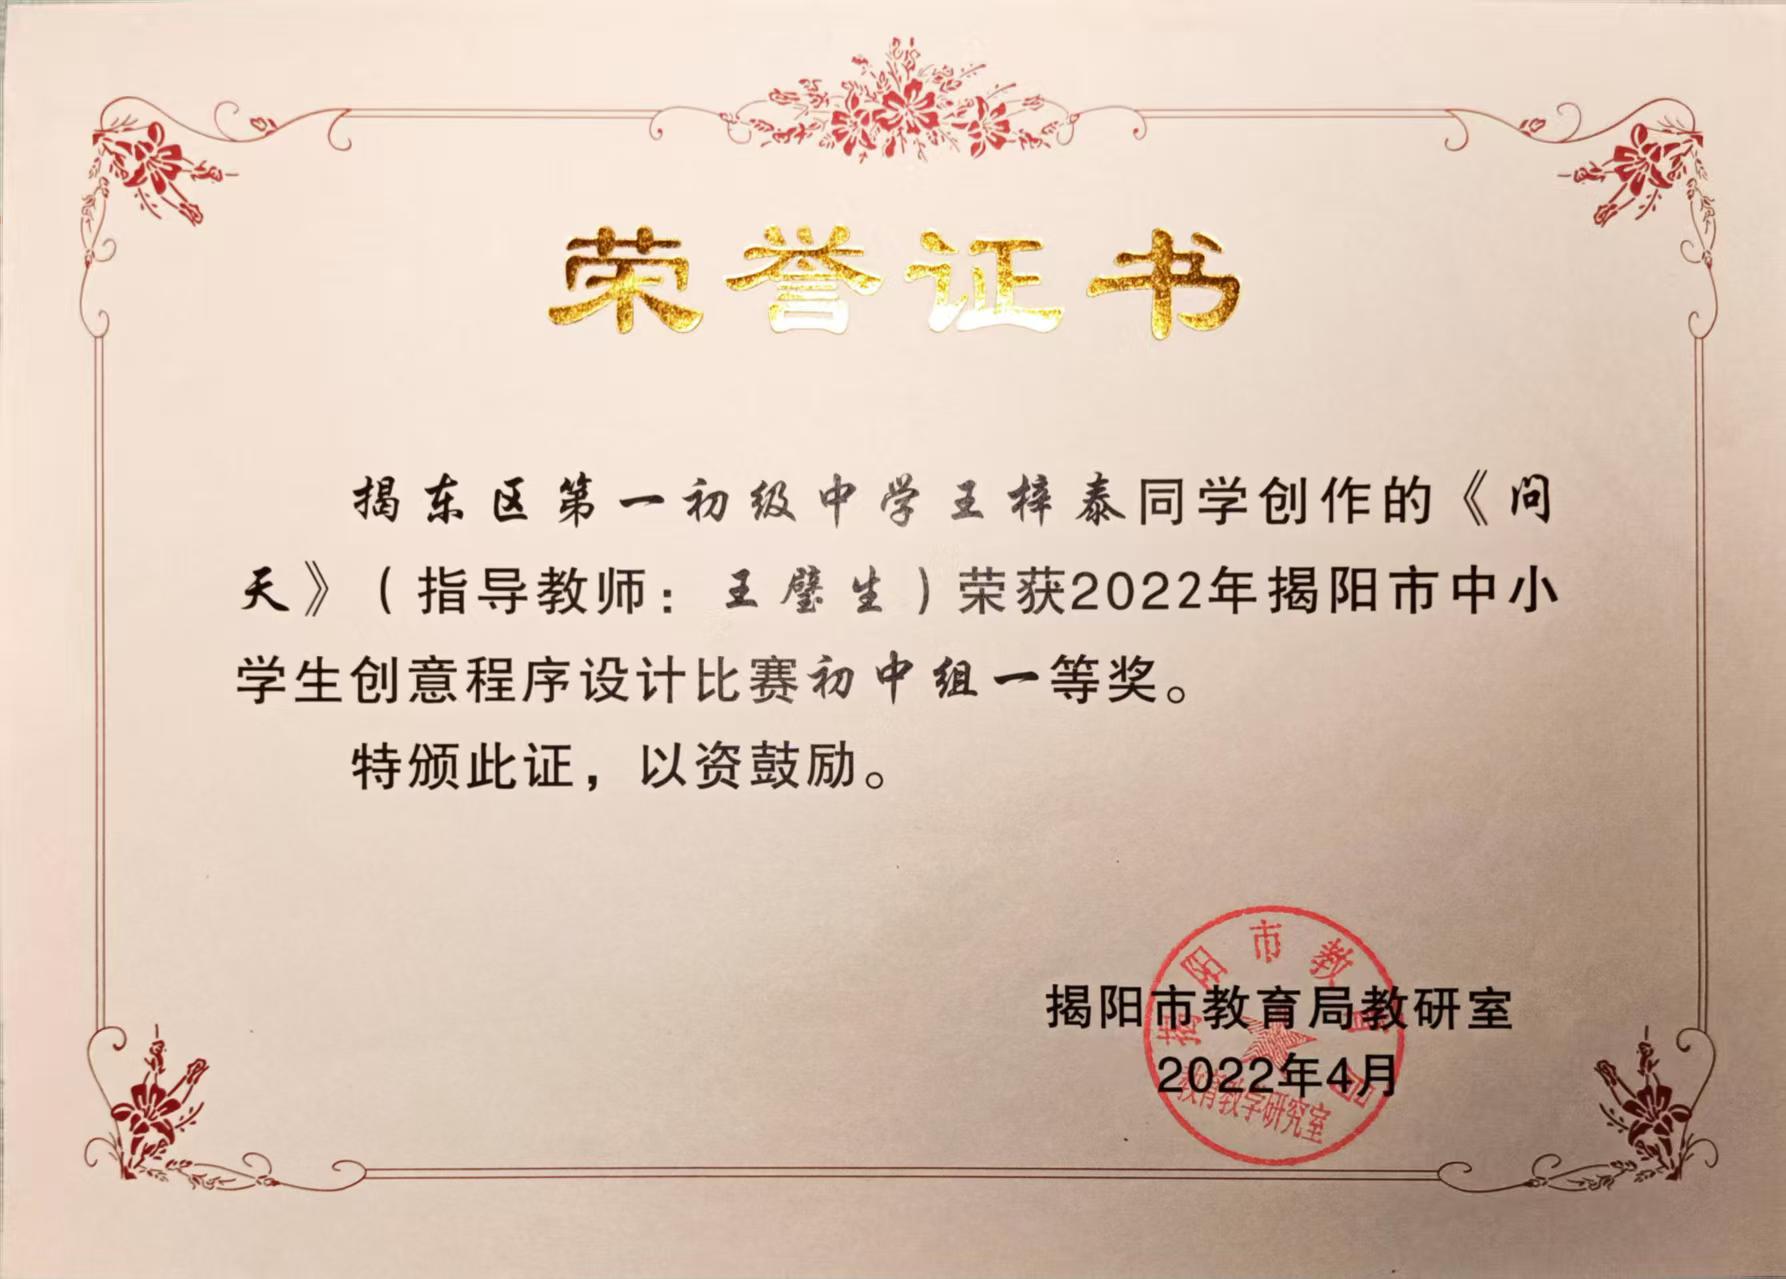 荣誉证书
揭东区第一初级中学王梓泰同学创作的《问
天》（指导教师：王璧生）荣获2022年揭阳市中小
学生创意程序设计比赛初中组一等奖。
特颁此证，以资鼓励。
揭阳市教育局教研室
2022年4月
揭阳市教育局
教育教学研究室